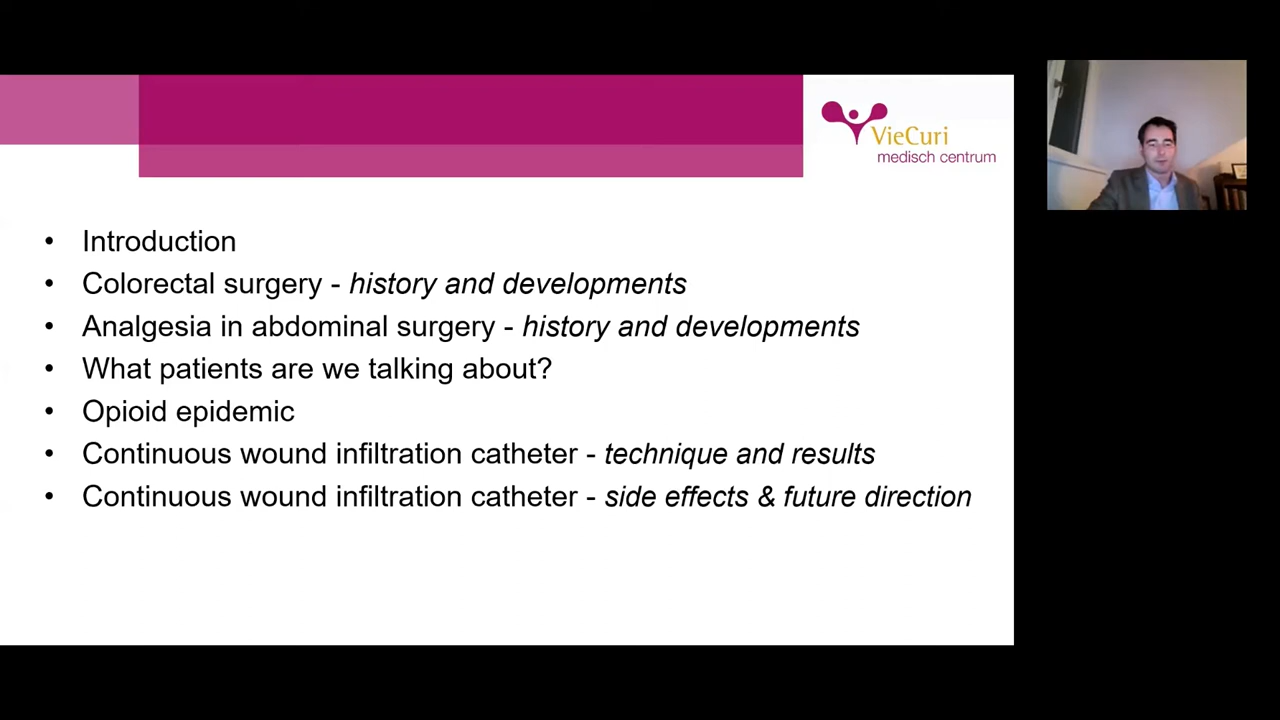 VieCuri
medisch centrum
• Introduction
• Colorectal surgery - history and developments
• Analgesia in abdominal surgery - history and developments
• What patients are we talking about?
• Opioid epidemic
• Continuous wound infiltration catheter - technique and results
• Continuous wound infiltration catheter - side effects & future direction